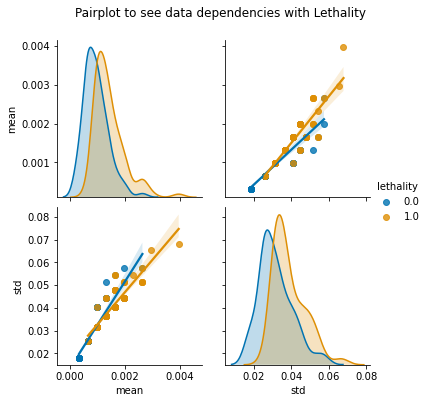 Pairplot to see data dependencies with Lethality
0.004
0.003
0.002
0.001
mean
lethality
0.0
1.0
0.08
0.07
0.06
0.05
0.04
0.03
0.02
std
0.000 0.002 0.004
mean
0.02 0.04 0.06 0.08
std